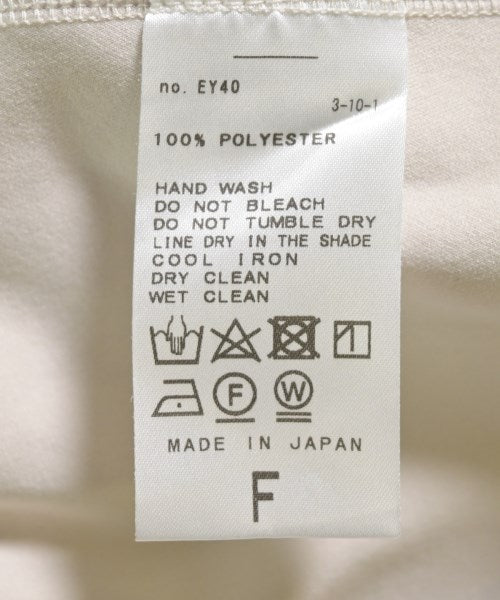 no. EY40
3-10-1
100% POLYESTER
HAND WASH
DO NOT BLEACH
DO NOT TUMBLE DRY
LINE DRY IN THE SHADE
COOL IRON
DRY CLEAN
WET CLEAN
F W
MADE IN JAPAN
F